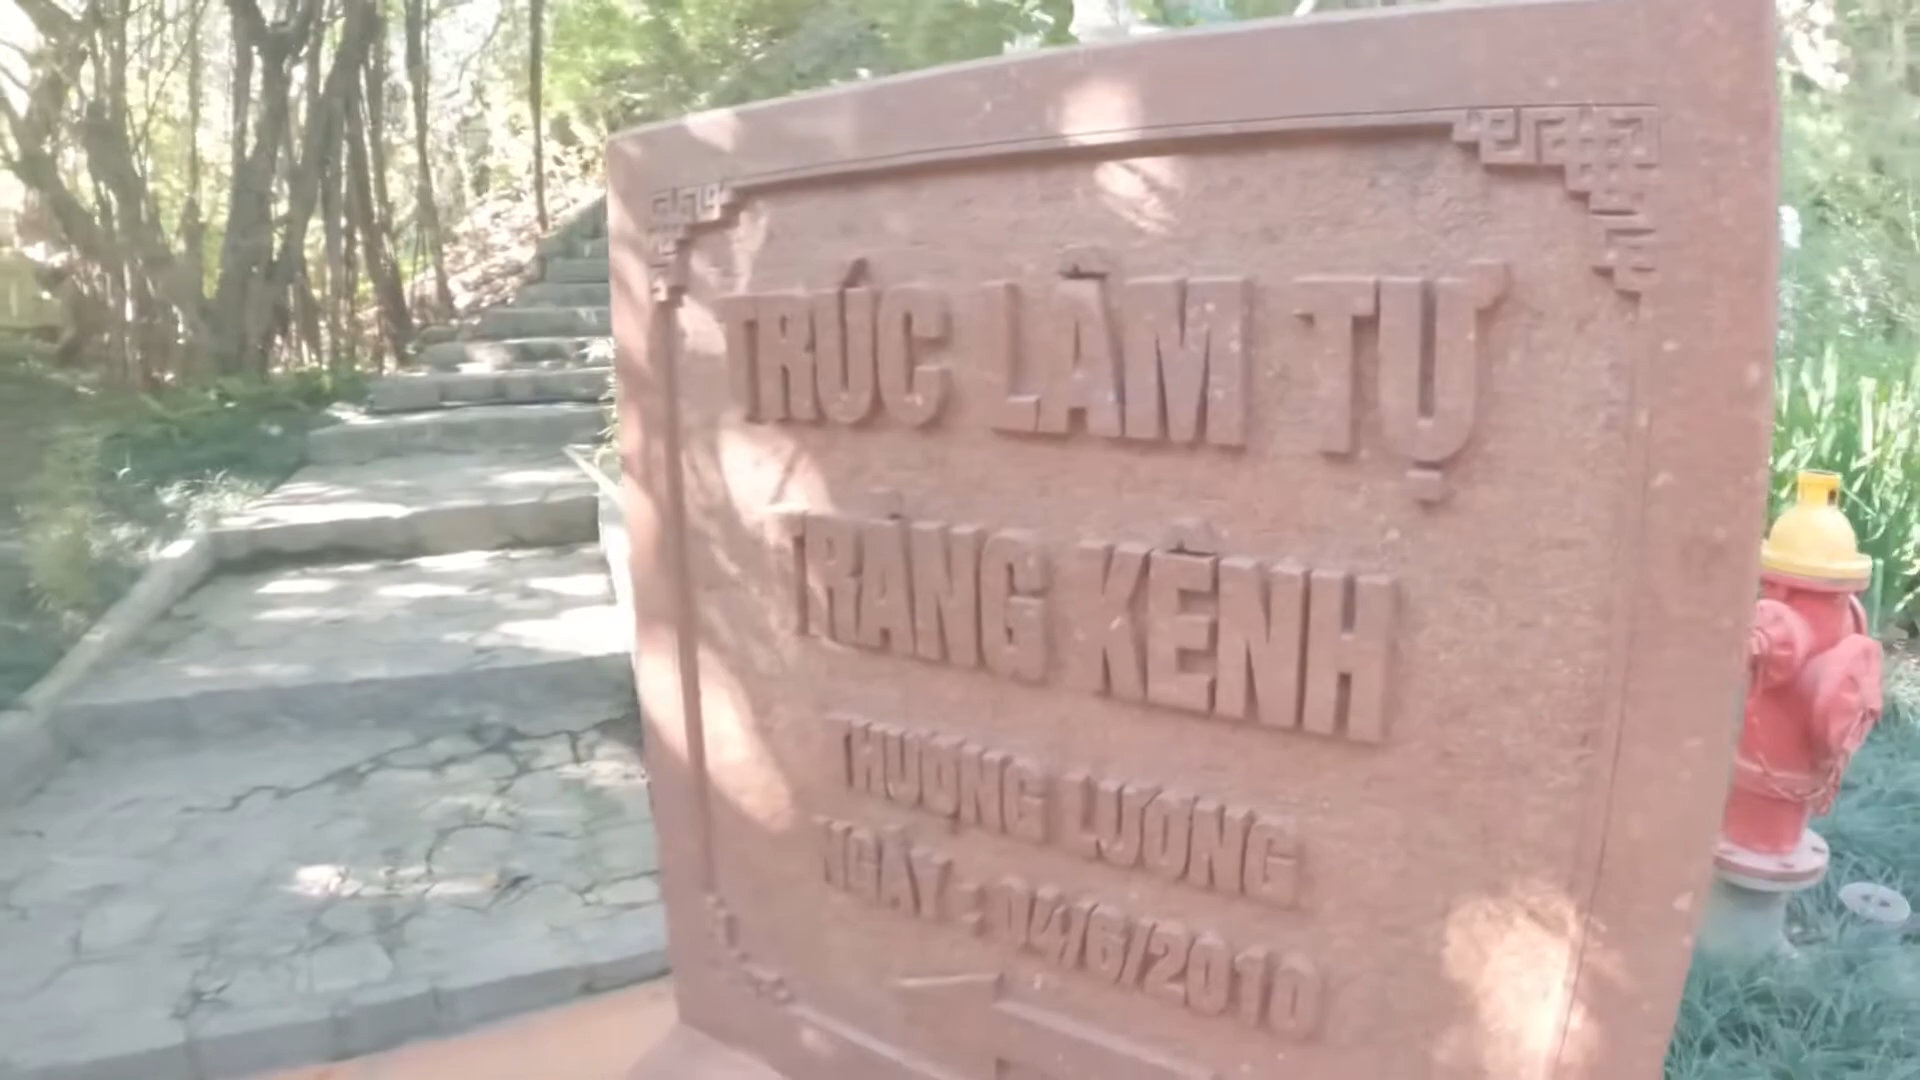 TRÚC LÂM TỰ
TRÀNG KÊNH
THƯỢNG LƯƠNG
NGÀY : 04/6/2010